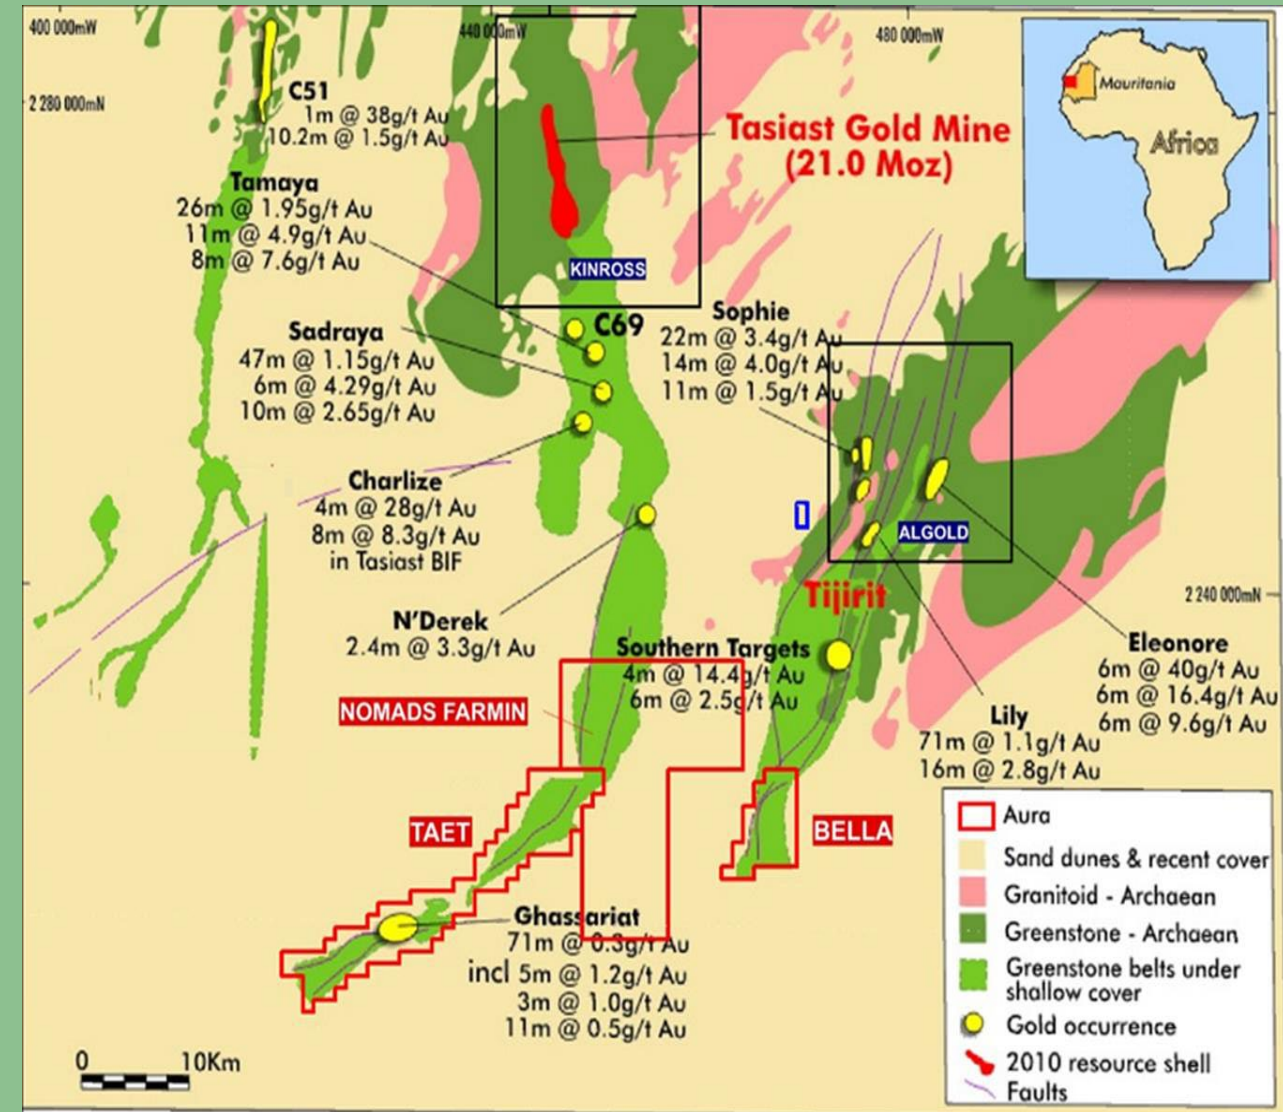 400 000mW
440 000mW
480 000mW
2 280 000mN
C51
1m @ 38g/t Au
10.2m @ 1.5g/t Au
Tamaya
26m @ 1.95g/t Au
11m @ 4.9g/t Au
8m @ 7.6g/t Au
Tasiast Gold Mine
(21.0 Moz)
Mauritania
Africa
KINROSS
C69
Sadraya
47m @ 1.15g/t Au
6m @ 4.29g/t Au
10m @ 2.65g/t Au
Sophie
22m @ 3.4g/t Au
14m @ 4.0g/t Au
11m @ 1.5g/t Au
Charlize
4m @ 28g/t Au
8m @ 8.3g/t Au
in Tasiast BIF
ALGOLD
Tijirit
2 240 000mN
N'Derek
2.4m @ 3.3g/t Au
Southern Targets
4m @ 14.4g/t Au
6m @ 2.5g/t Au
Eleonore
6m @ 40g/t Au
6m @ 16.4g/t Au
6m @ 9.6g/t Au
Lily
71m @ 1.1g/t Au
16m @ 2.8g/t Au
NOMADS FARMIN
TAET
BELLA
Ghassariat
71m @ 0.3g/t Au
incl 5m @ 1.2g/t Au
3m @ 1.0g/t Au
11m @ 0.5g/t Au
0 10Km
Aura
Sand dunes & recent cover
Granitoid - Archaean
Greenstone - Archaean
Greenstone belts under
shallow cover
Gold occurrence
2010 resource shell
Faults